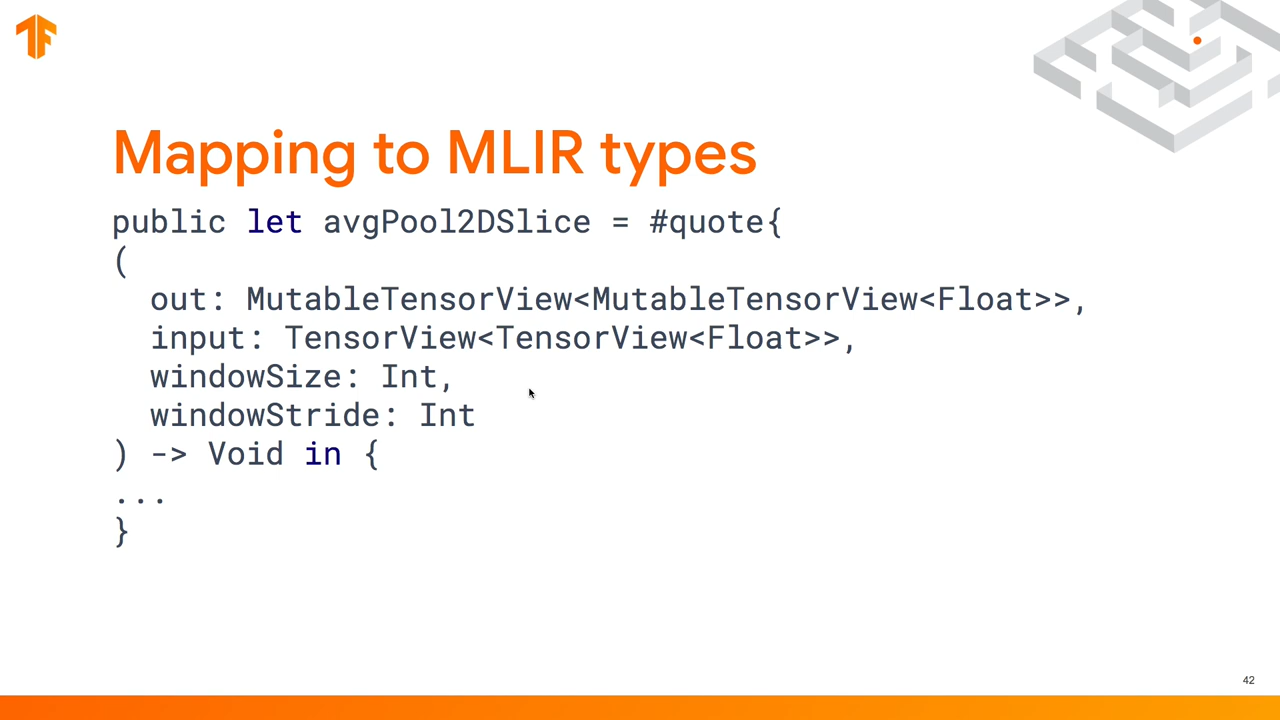 Mapping to MLIR types
public let avgPool2DSlice = #quote{
(
  out: MutableTensorView<MutableTensorView<Float>>,
  input: TensorView<TensorView<Float>>,
  windowSize: Int,
  windowStride: Int
) -> Void in {
...
}
42